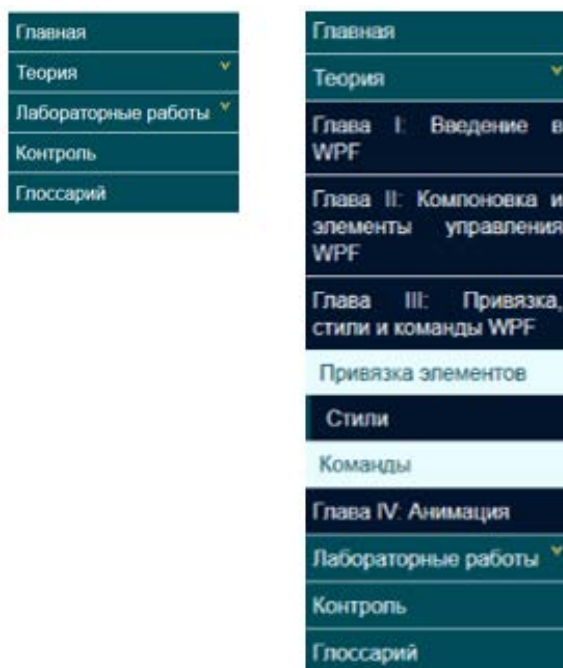 Главная
Теория
Лабораторные работы
Контроль
Глоссарий
Главная
Теория
Глава I: Введение в
WPF
Глава II: Компоновка и
элементы управления
WPF
Глава III: Привязка,
стили и команды WPF
Привязка элементов
Стили
Команды
Глава IV: Анимация
Лабораторные работы
Контроль
Глоссарий